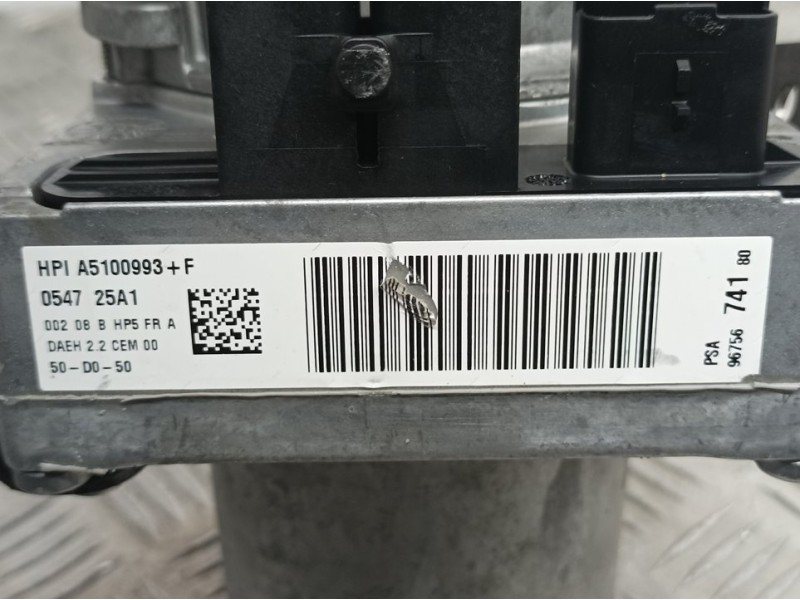 HPI A5100993+F
0547 25A1
002 08 B HP5 FR A
DAEH 2.2 CEM 00
50-D0-50
PSA
96756 741 80